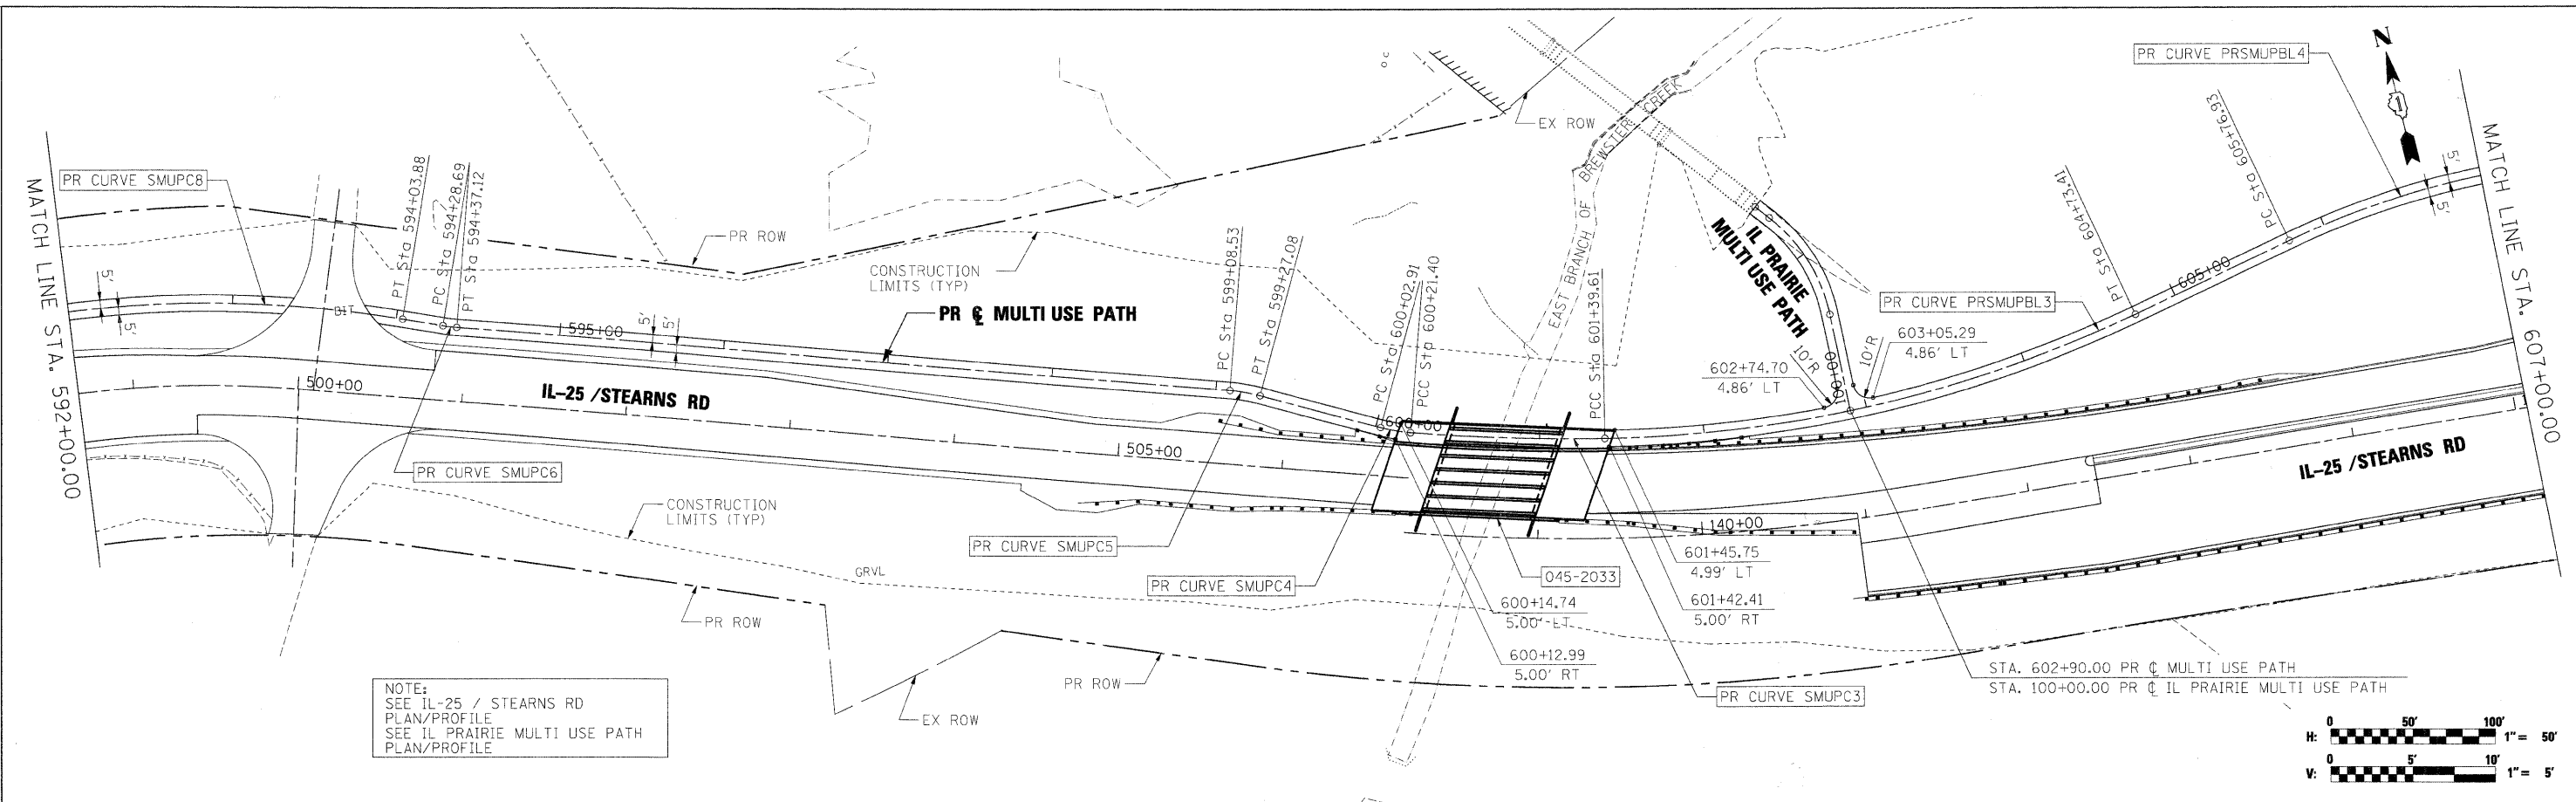 MATCH LINE STA. 592+00.00
PR CURVE SMUPC8
5'
5'
BIT
PT Sta 594+03.88
PC Sta 594+28.69
PT Sta 594+37.12
PR ROW
595+00
5'
5'
CONSTRUCTION
LIMITS (TYP)
PR ℄ MULTI USE PATH
500+00
IL-25 /STEARNS RD
PR CURVE SMUPC6
CONSTRUCTION
LIMITS (TYP)
PR ROW
GRVL
505+00
PR CURVE SMUPC5
PR CURVE SMUPC4
PC Sta 599+08.53
PT Sta 599+27.08
PC Sta 600+02.91
PCC Sta 600+21.40
600+00
PCC Sta 601+39.61
EX ROW
EAST BRANCH OF
BREWSTER CREEK
IL PRAIRIE
MULTI USE PATH
10'R
10'R
100+00
602+74.70
4.86' LT
603+05.29
4.86' LT
PR CURVE PRSMUPBL3
PT Sta 604+73.41
605+00
PC Sta 605+76.93
PR CURVE PRSMUPBL4
N
5'
5'
MATCH LINE STA. 607+00.00
IL-25 /STEARNS RD
140+00
601+45.75
4.99' LT
601+42.41
5.00' RT
045-2033
600+14.74
5.00' LT
600+12.99
5.00' RT
PR CURVE SMUPC3
PR ROW
EX ROW
STA. 602+90.00 PR ℄ MULTI USE PATH
STA. 100+00.00 PR ℄ IL PRAIRIE MULTI USE PATH
NOTE:
SEE IL-25 / STEARNS RD
PLAN/PROFILE
SEE IL PRAIRIE MULTI USE PATH
PLAN/PROFILE
0 50' 100'
H: 1"= 50'
0 5' 10'
V: 1"= 5'